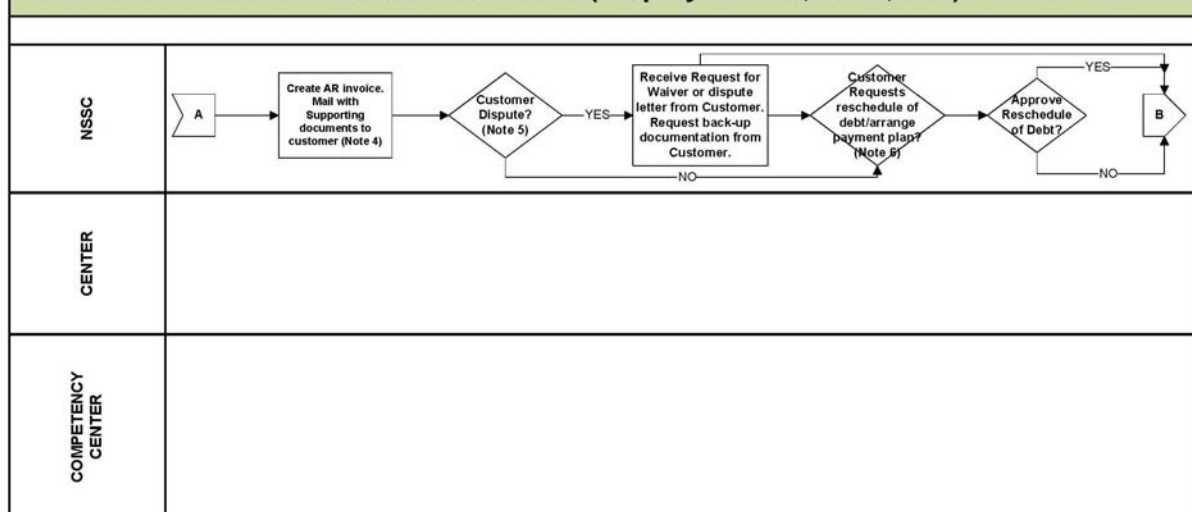 NSSC
A
Create AR invoice.
Mail with
Supporting
documents to
customer (Note 4)
Customer
Dispute?
(Note 5)
YES
NO
Receive Request for
Waiver or dispute
letter from Customer.
Request back-up
documentation from
Customer.
Customer
Requests
reschedule of
debt/arrange
payment plan?
(Note 6)
Approve
Reschedule
of Debt?
YES
NO
B
CENTER
COMPETENCY
CENTER